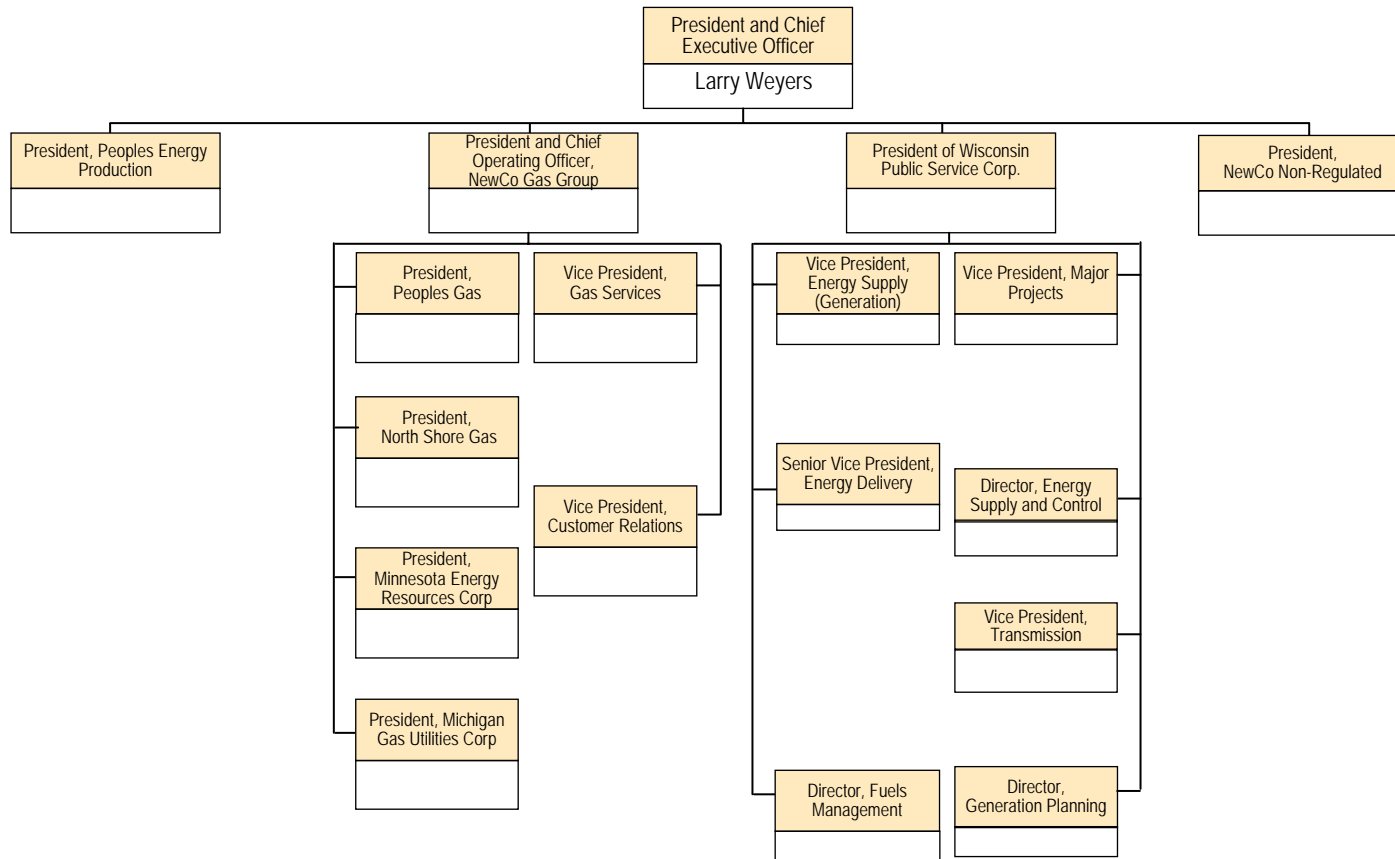 President and Chief
Executive Officer
Larry Weyers
President, Peoples Energy
Production
President and Chief
Operating Officer,
NewCo Gas Group
President of Wisconsin
Public Service Corp.
President,
NewCo Non-Regulated
President,
Peoples Gas
Vice President,
Gas Services
Vice President,
Energy Supply
(Generation)
Vice President, Major
Projects
President,
North Shore Gas
Vice President,
Customer Relations
Senior Vice President,
Energy Delivery
Director, Energy
Supply and Control
President,
Minnesota Energy
Resources Corp
Vice President,
Transmission
President, Michigan
Gas Utilities Corp
Director, Fuels
Management
Director,
Generation Planning